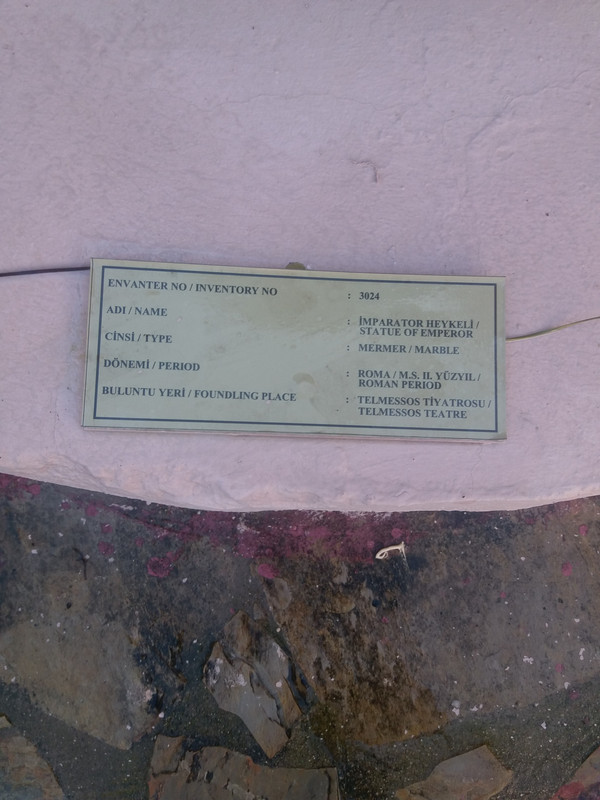 ENVANTER NO / INVENTORY NO : 3024
ADI / NAME : İMPARATOR HEYKELİ /
STATUE OF EMPEROR
CİNSİ / TYPE : MERMER / MARBLE
DÖNEMİ / PERIOD : ROMA / M.S. II. YÜZYIL /
ROMAN PERIOD
BULUNTU YERİ / FOUNDLING PLACE : TELMESSOS TİYATROSU /
TELMESSOS TEATRE